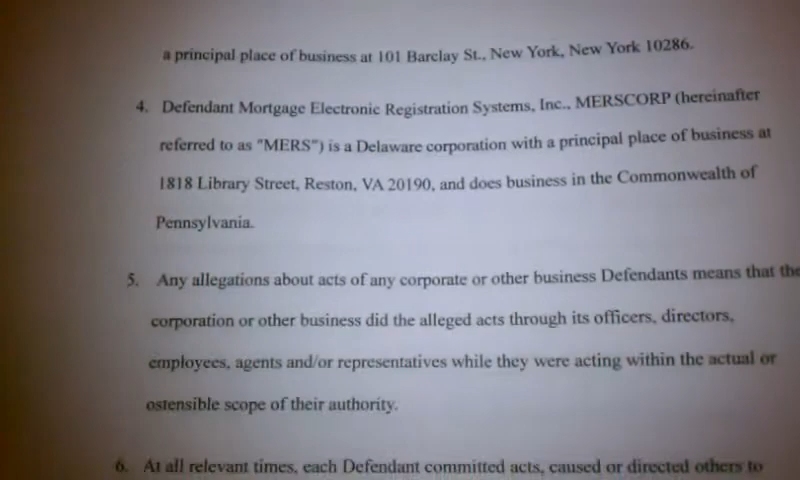 a principal place of business at 101 Barclay St., New York, New York 10286.
4. Defendant Mortgage Electronic Registration Systems, Inc., MERSCORP (hereinafter
referred to as "MERS") is a Delaware corporation with a principal place of business at
1818 Library Street, Reston, VA 20190, and does business in the Commonwealth of
Pennsylvania.
5. Any allegations about acts of any corporate or other business Defendants means that the
corporation or other business did the alleged acts through its officers, directors,
employees, agents and/or representatives while they were acting within the actual or
ostensible scope of their authority.
6. At all relevant times, each Defendant committed acts, caused or directed others to